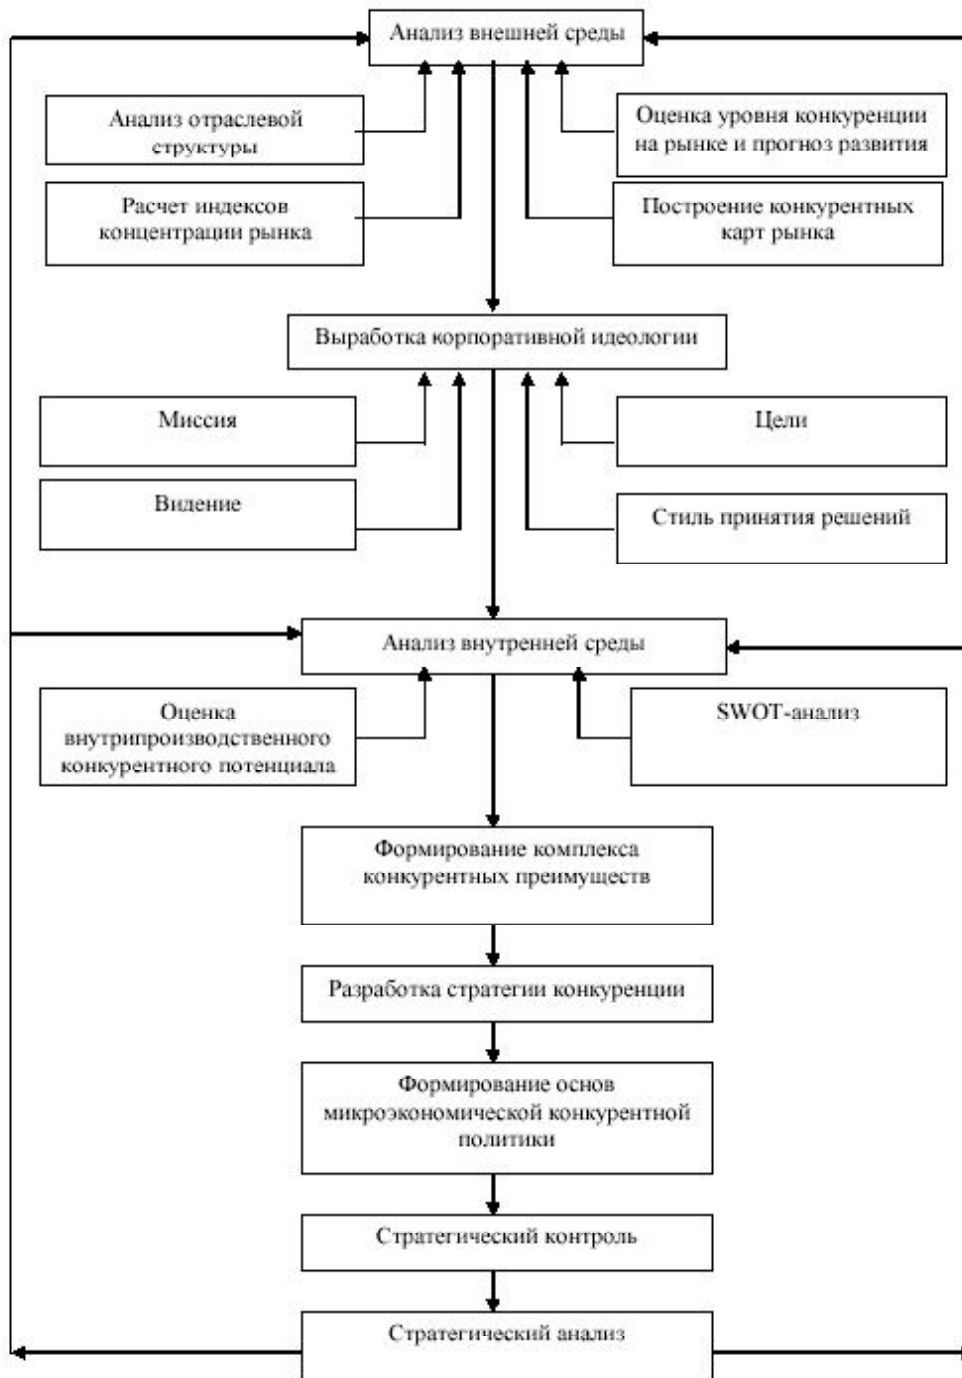 Анализ внешней среды
Анализ отраслевой
структуры
Оценка уровня конкуренции
на рынке и прогноз развития
Расчет индексов
концентрации рынка
Построение конкурентных
карт рынка
Выработка корпоративной идеологии
Миссия
Цели
Видение
Стиль принятия решений
Анализ внутренней среды
Оценка
внутрипроизводственного
конкурентного потенциала
SWOT-анализ
Формирование комплекса
конкурентных преимуществ
Разработка стратегии конкуренции
Формирование основ
микроэкономической конкурентной
политики
Стратегический контроль
Стратегический анализ